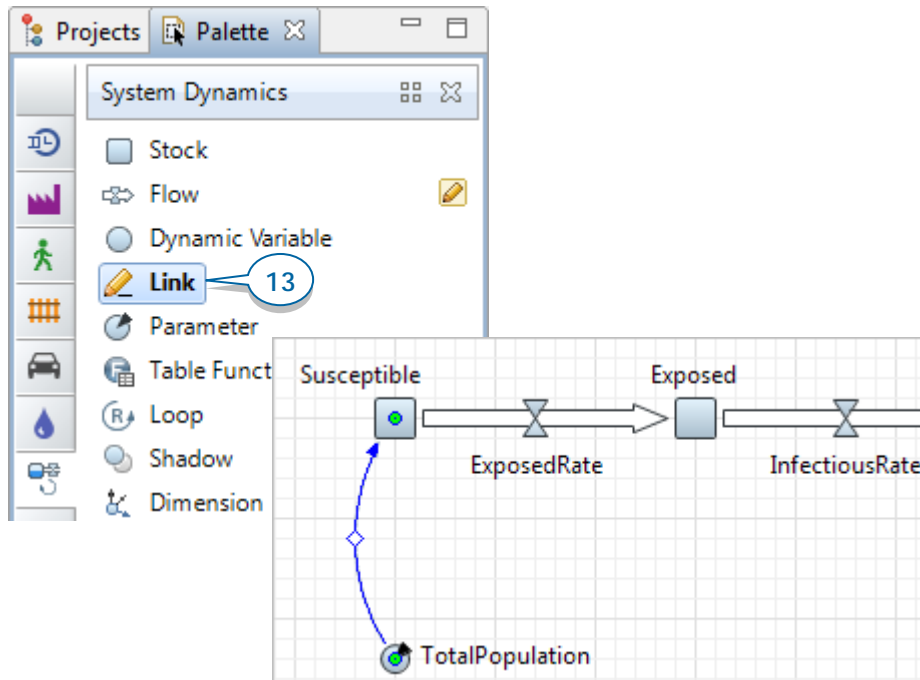 Projects
Palette
System Dynamics
Stock
Flow
Dynamic Variable
Link
13
Parameter
Table Funct
Loop
Shadow
Dimension
Susceptible
Exposed
ExposedRate
InfectiousRate
TotalPopulation